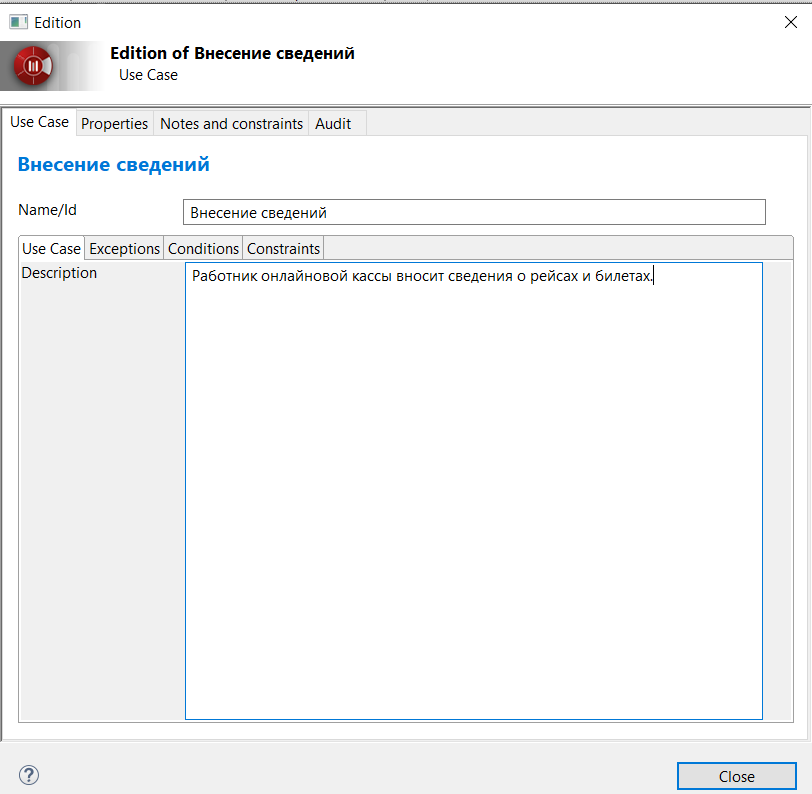 Edition
Edition of Внесение сведений
Use Case
Use Case Properties Notes and constraints Audit
Внесение сведений
Name/Id Внесение сведений
Use Case Exceptions Conditions Constraints
Description Работник онлайновой кассы вносит сведения о рейсах и билетах.
?
Close